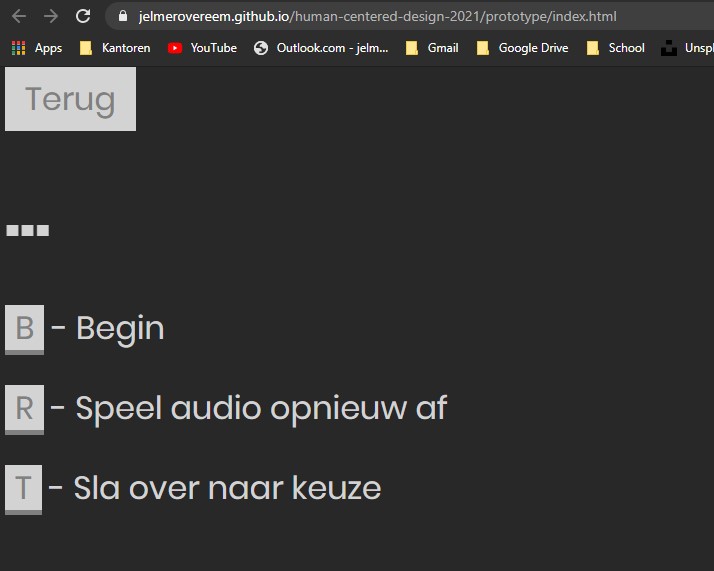 jelmerovereem.github.io/human-centered-design-2021/prototype/index.html
Apps Kantoren YouTube Outlook.com - jelm... Gmail Google Drive School Unspl
Terug
...
B - Begin
R - Speel audio opnieuw af
T - Sla over naar keuze